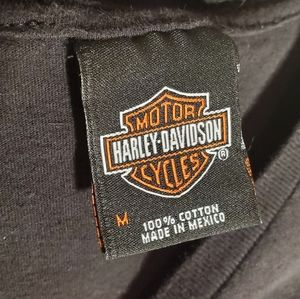 MOTOR
HARLEY-DAVIDSON
CYCLES ®
M
100% COTTON
MADE IN MEXICO